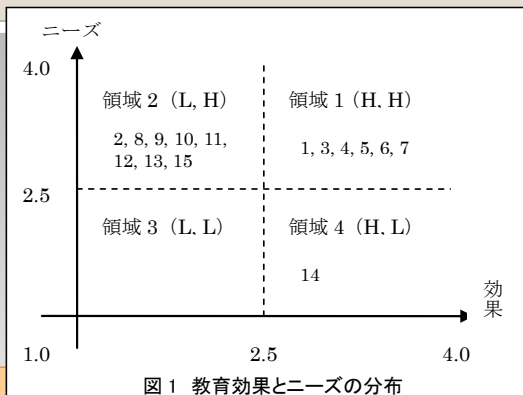 ニーズ
4.0
領域 2 (L, H)
領域 1 (H, H)
2, 8, 9, 10, 11,
12, 13, 15
1, 3, 4, 5, 6, 7
2.5
領域 3 (L, L)
領域 4 (H, L)
14
効果
1.0
2.5
4.0
図 1 教育効果とニーズの分布